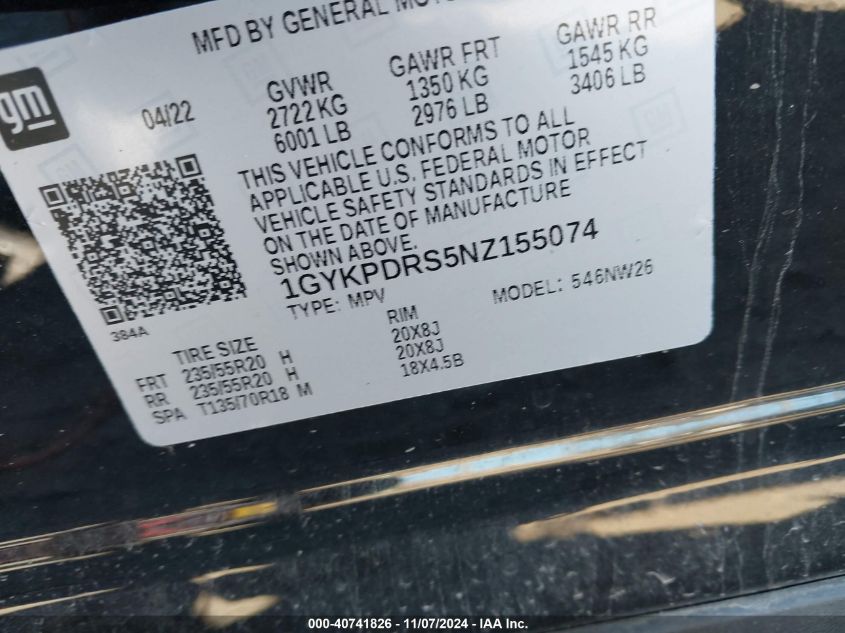 MFD BY GENERAL
gm
04/22
GVWR
2722 KG
6001 LB
GAWR FRT
1350 KG
2976 LB
GAWR RR
1545 KG
3406 LB
THIS VEHICLE CONFORMS TO ALL
APPLICABLE U.S. FEDERAL MOTOR
VEHICLE SAFETY STANDARDS IN EFFECT
ON THE DATE OF MANUFACTURE
SHOWN ABOVE.
1GYKPDRS5NZ155074
TYPE: MPV
MODEL: 546NW26
384A
TIRE SIZE RIM
FRT 235/55R20 H 20X8J
RR 235/55R20 H 20X8J
SPA T135/70R18 M 18X4.5B
000-40741826 - 11/07/2024 - IAA Inc.